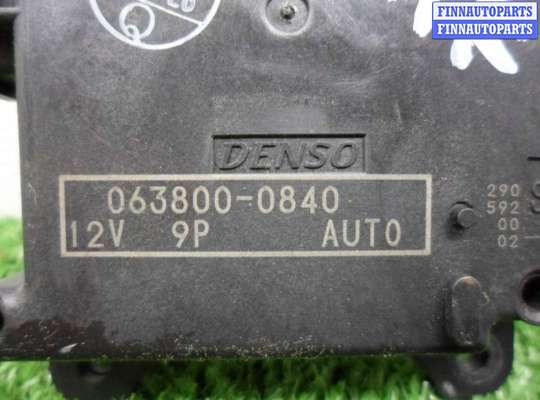 FINNAUTOPARTS
FINNAUTOPARTS
DENSO
063800-0840
12V 9P AUTO
290
592
00
02